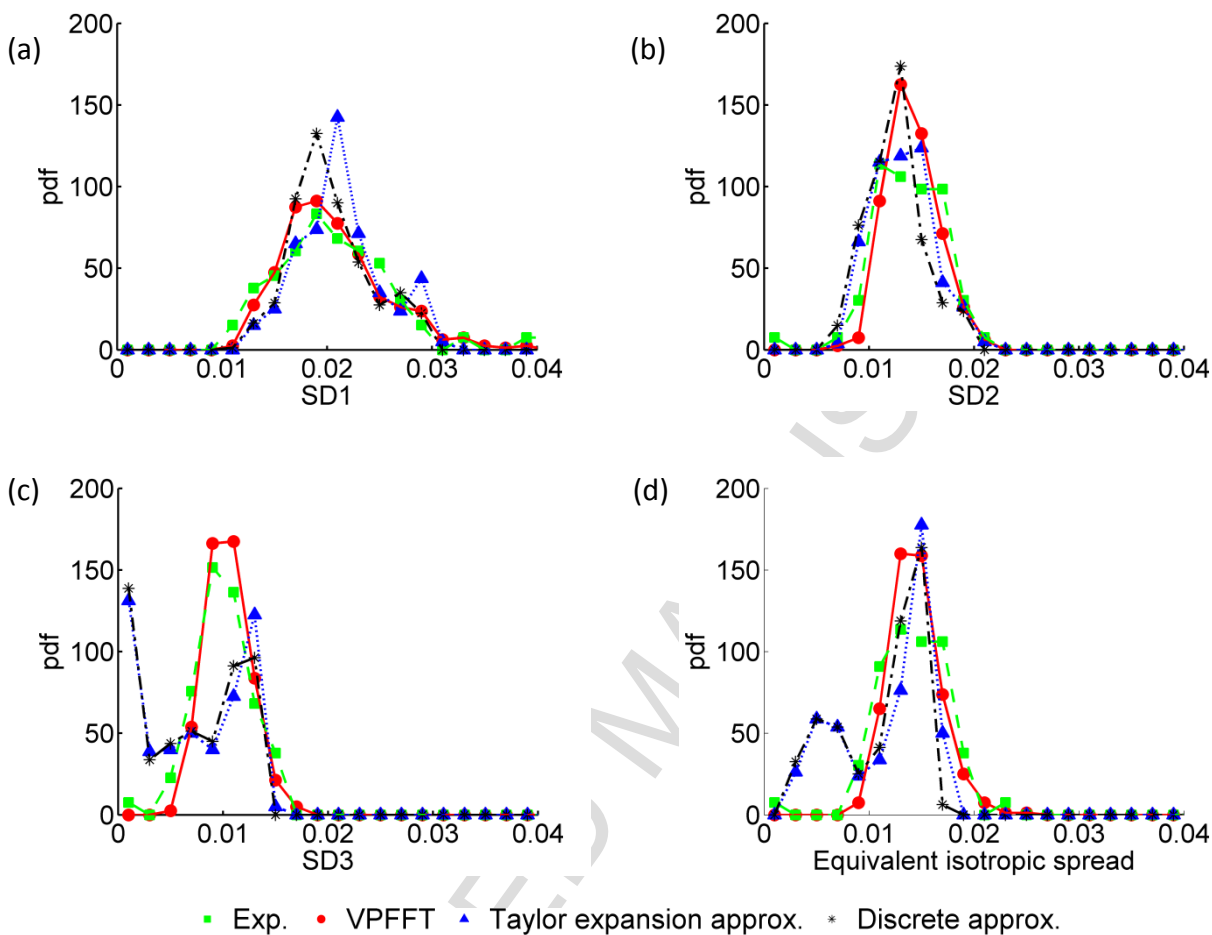 (a)
200
150
100
50
0
pdf
0 0.01 0.02 0.03 0.04
SD1
(b)
200
150
100
50
0
pdf
0 0.01 0.02 0.03 0.04
SD2
(c)
200
150
100
50
0
pdf
0 0.01 0.02 0.03 0.04
SD3
(d)
200
150
100
50
0
pdf
0 0.01 0.02 0.03 0.04
Equivalent isotropic spread
Exp. VPFFT Taylor expansion approx. Discrete approx.